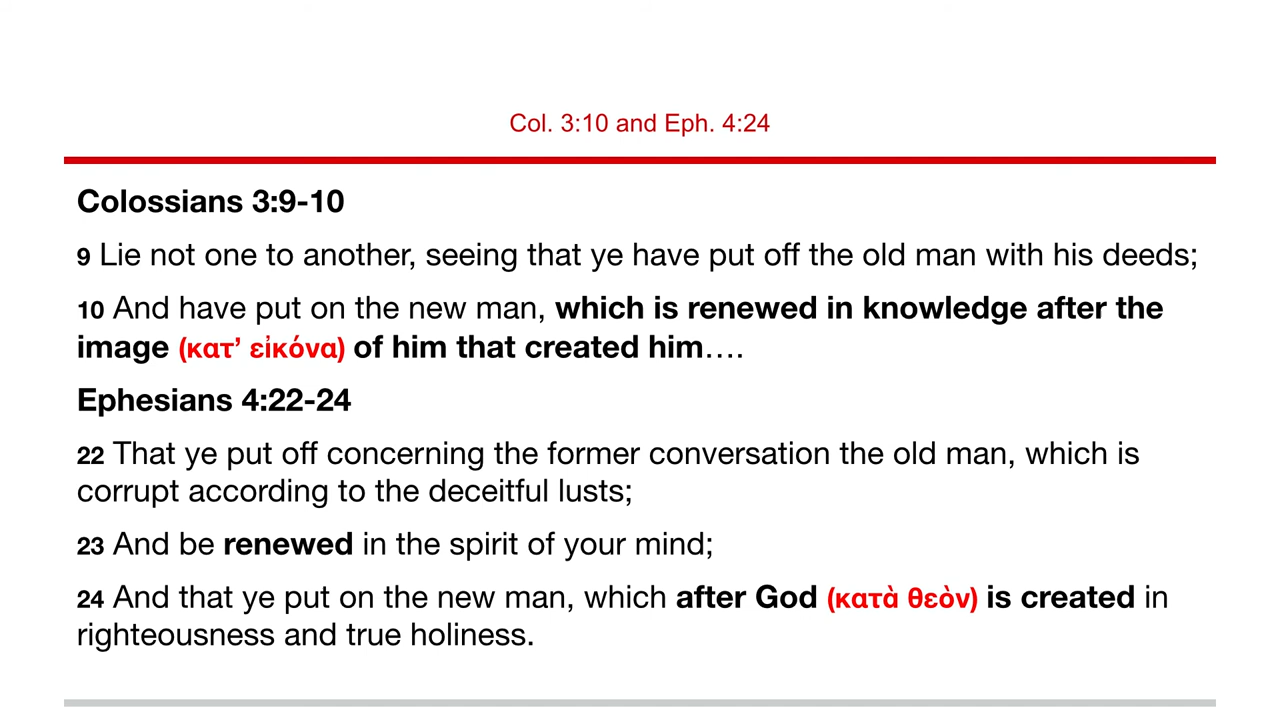 Col. 3:10 and Eph. 4:24
Colossians 3:9-10
9 Lie not one to another, seeing that ye have put off the old man with his deeds;
10 And have put on the new man, which is renewed in knowledge after the
image (κατ’ εἰκόνα) of him that created him….
Ephesians 4:22-24
22 That ye put off concerning the former conversation the old man, which is
corrupt according to the deceitful lusts;
23 And be renewed in the spirit of your mind;
24 And that ye put on the new man, which after God (κατὰ θεὸν) is created in
righteousness and true holiness.